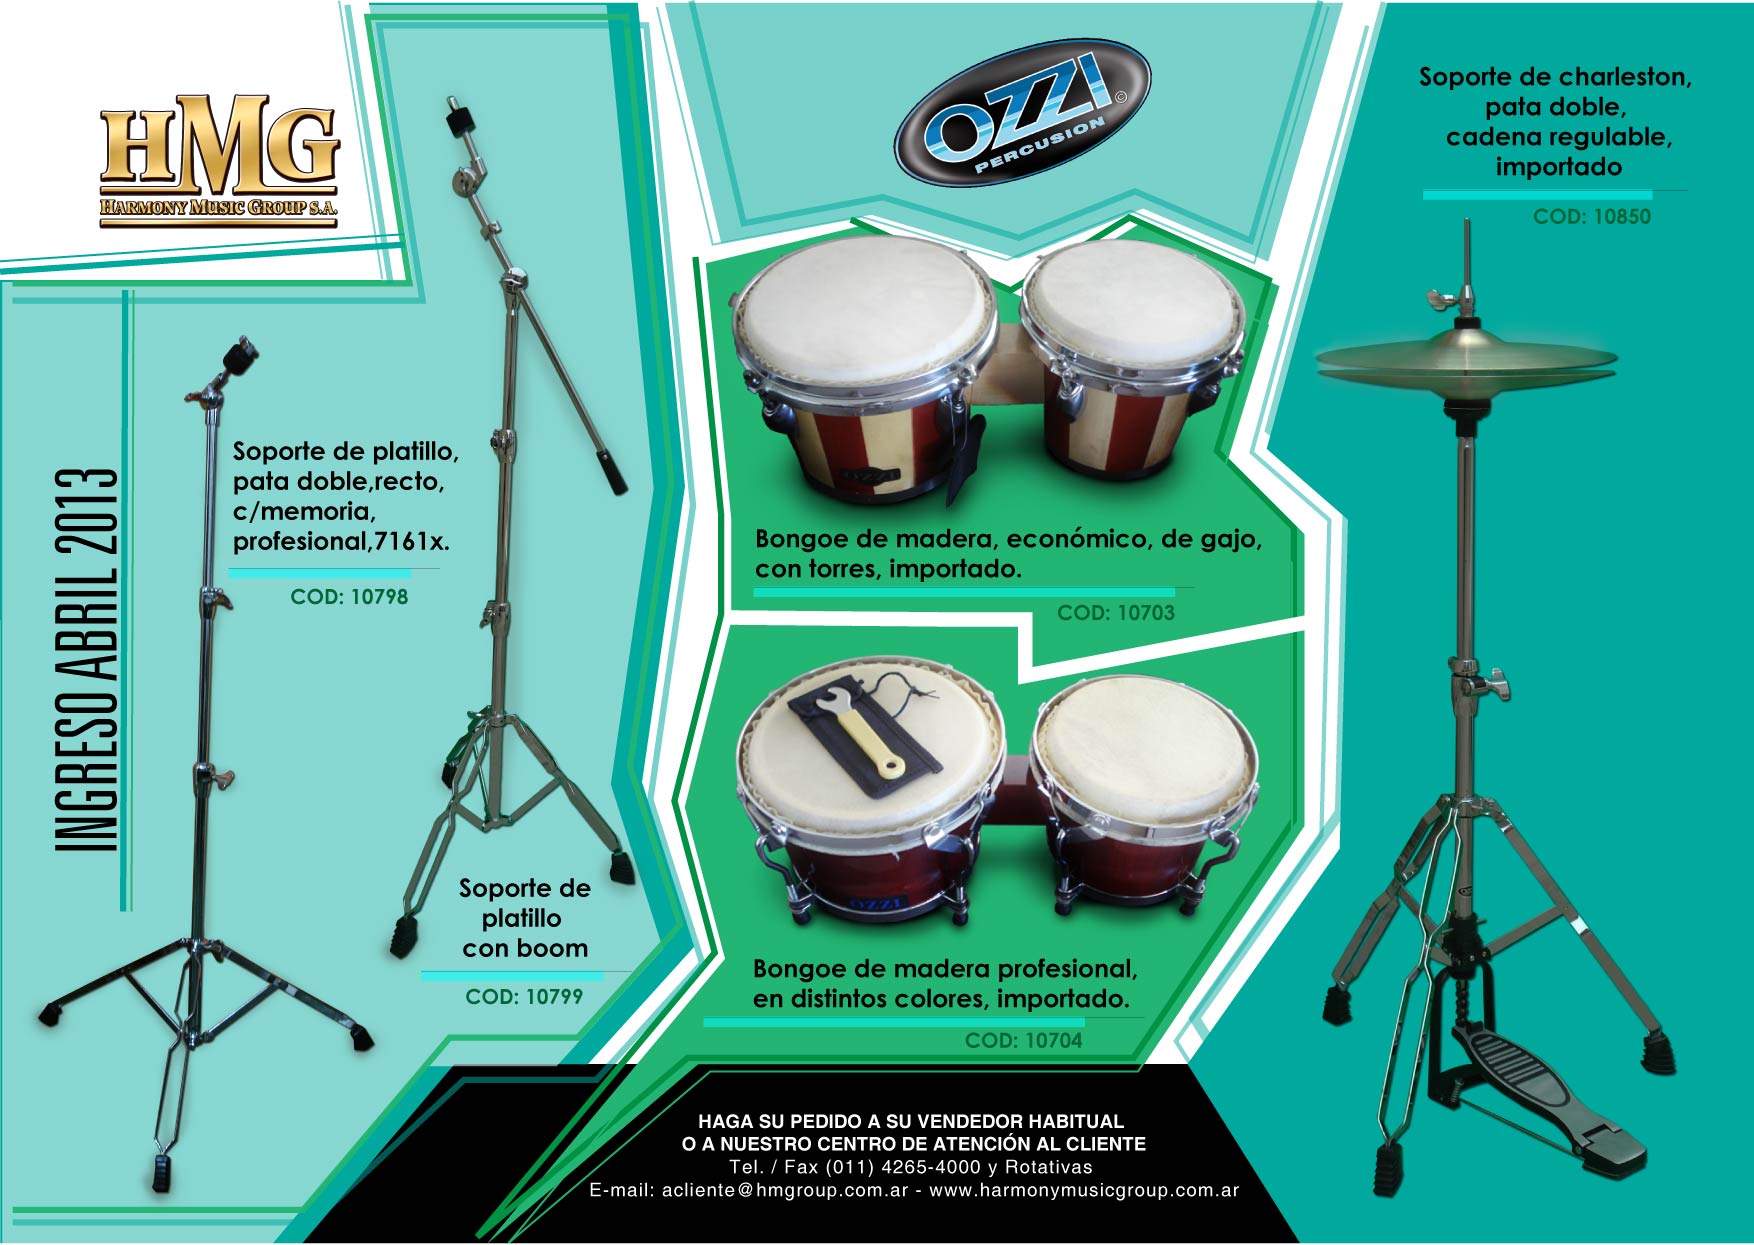 HMG
HARMONY MUSIC GROUP S.A.
INGRESO ABRIL 2013
Soporte de platillo,
pata doble,recto,
c/memoria,
profesional,7161x.
COD: 10798
Soporte de
platillo
con boom
COD: 10799
OZZI ©
PERCUSION
OZZI
Bongoe de madera, económico, de gajo,
con torres, importado.
COD: 10703
OZZI
Bongoe de madera profesional,
en distintos colores, importado.
COD: 10704
Soporte de charleston,
pata doble,
cadena regulable,
importado
COD: 10850
HAGA SU PEDIDO A SU VENDEDOR HABITUAL
O A NUESTRO CENTRO DE ATENCIÓN AL CLIENTE
Tel. / Fax (011) 4265-4000 y Rotativas
E-mail: acliente@hmgroup.com.ar - www.harmonymusicgroup.com.ar